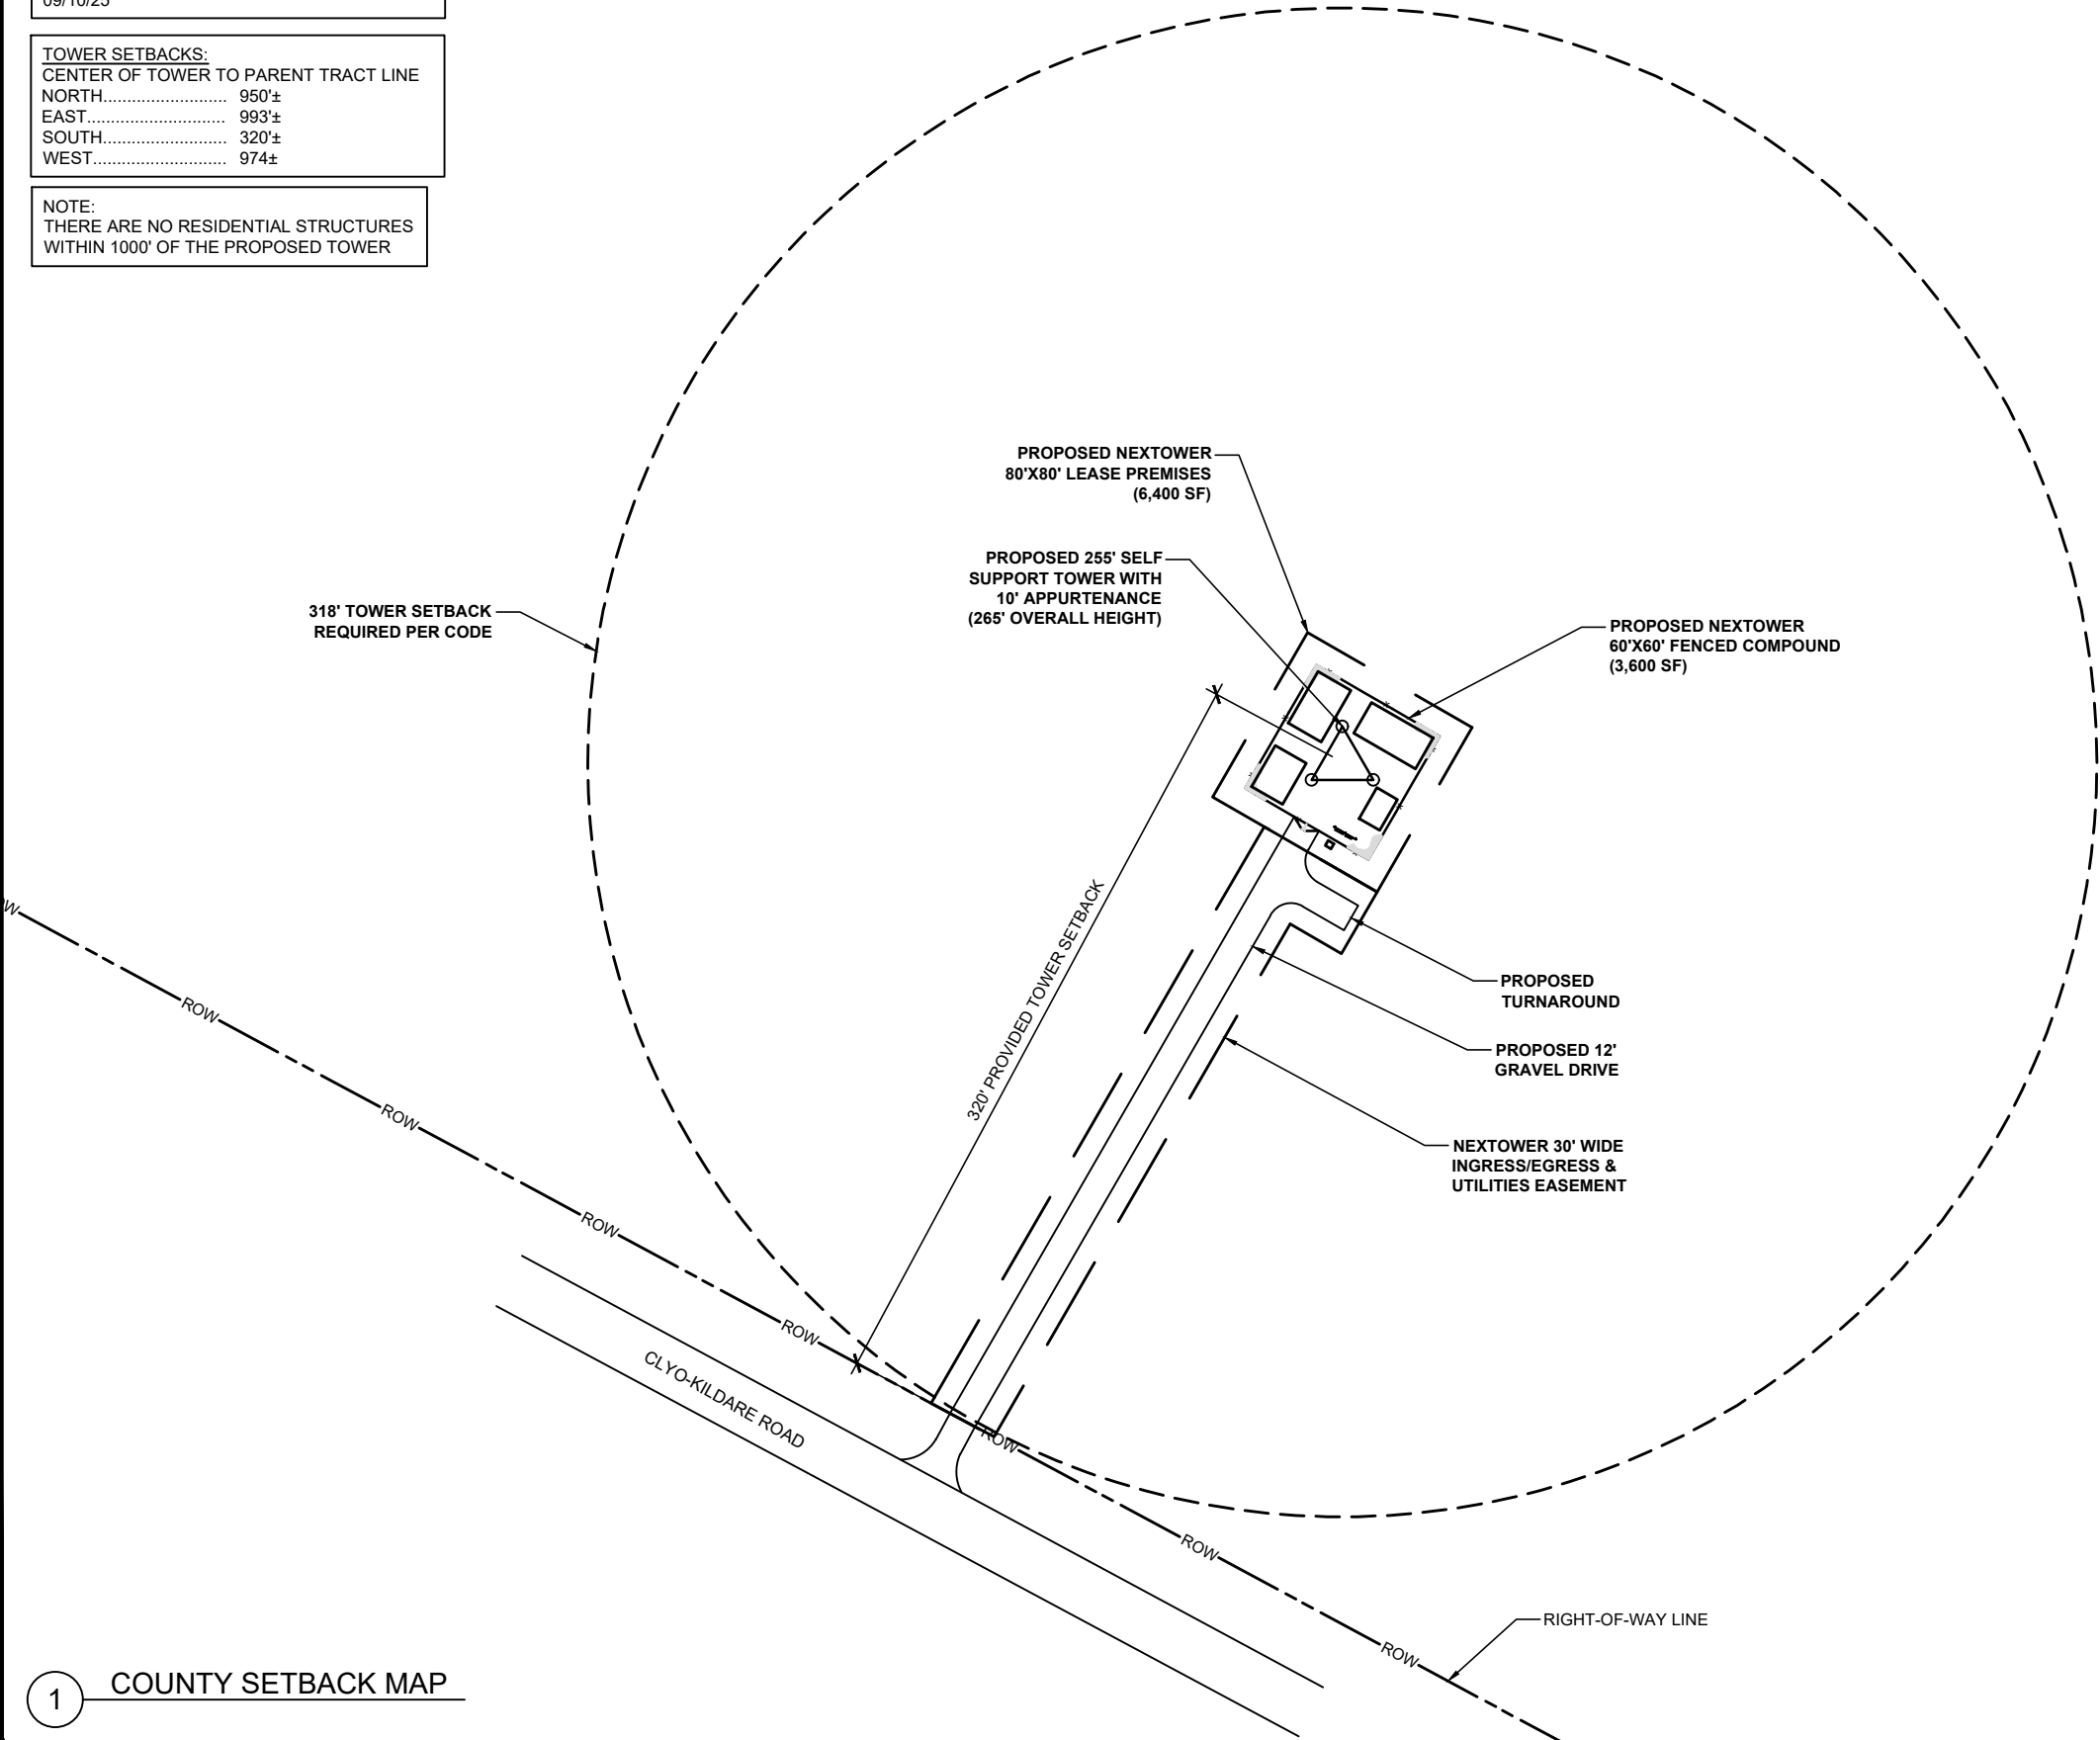 09/10/25
TOWER SETBACKS:
CENTER OF TOWER TO PARENT TRACT LINE
NORTH.......................... 950'±
EAST............................. 993'±
SOUTH.......................... 320'±
WEST............................ 974±
NOTE:
THERE ARE NO RESIDENTIAL STRUCTURES
WITHIN 1000' OF THE PROPOSED TOWER
PROPOSED NEXTOWER
80'X80' LEASE PREMISES
(6,400 SF)
PROPOSED 255' SELF
SUPPORT TOWER WITH
10' APPURTENANCE
(265' OVERALL HEIGHT)
318' TOWER SETBACK
REQUIRED PER CODE
PROPOSED NEXTOWER
60'X60' FENCED COMPOUND
(3,600 SF)
320' PROVIDED TOWER SETBACK
PROPOSED
TURNAROUND
PROPOSED 12'
GRAVEL DRIVE
NEXTOWER 30' WIDE
INGRESS/EGRESS &
UTILITIES EASEMENT
ROW
ROW
ROW
ROW
ROW
ROW
ROW
CLYO-KILDARE ROAD
RIGHT-OF-WAY LINE
1 COUNTY SETBACK MAP